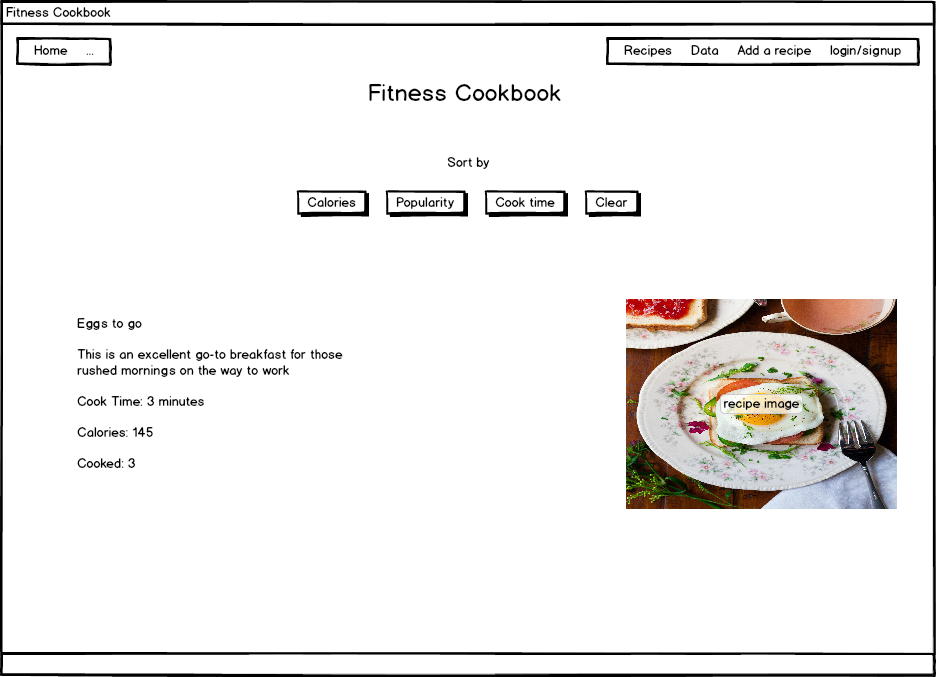 Fitness Cookbook
Home ...
Recipes Data Add a recipe login/signup
Fitness Cookbook
Sort by
Calories Popularity Cook time Clear
Eggs to go
This is an excellent go-to breakfast for those
rushed mornings on the way to work
Cook Time: 3 minutes
Calories: 145
Cooked: 3
recipe image